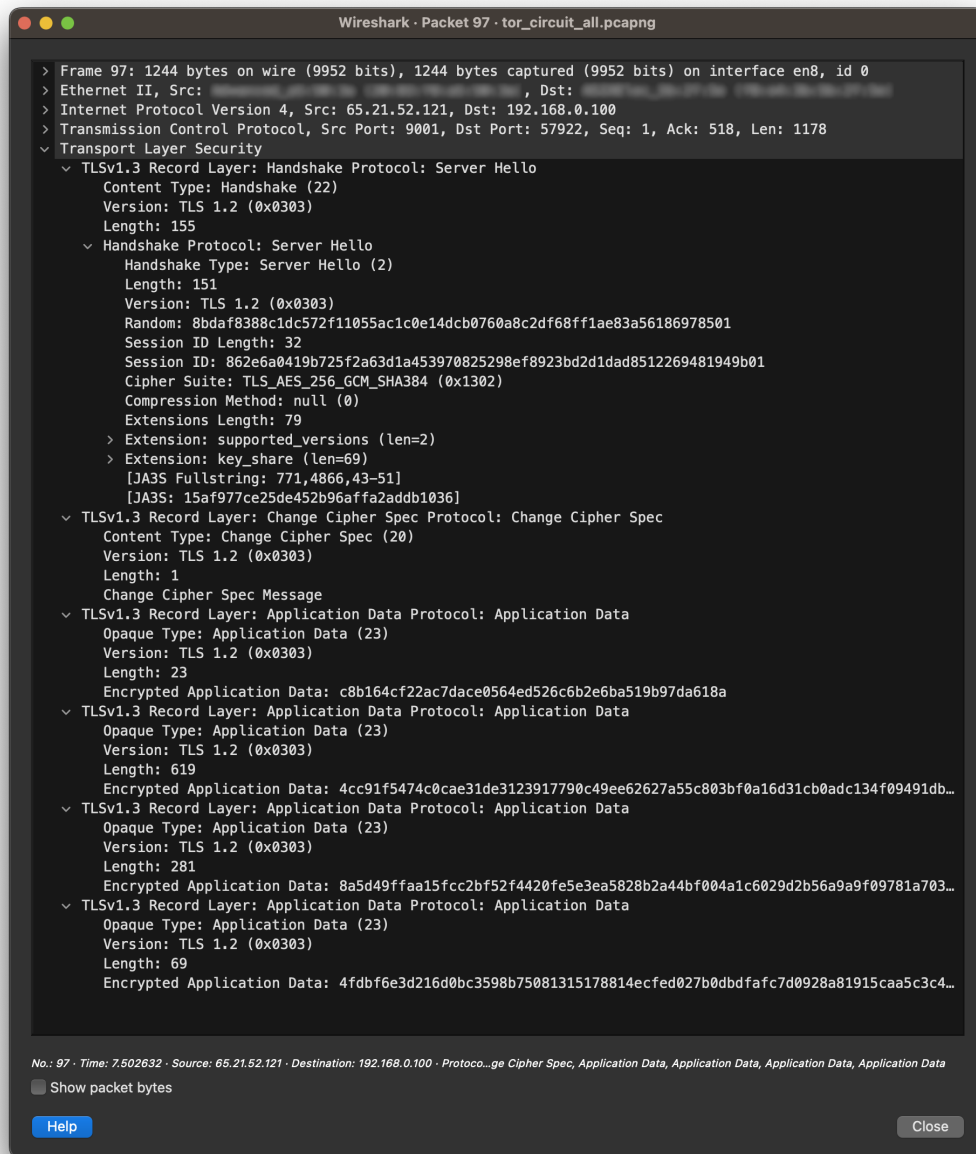 Wireshark · Packet 97 · tor_circuit_all.pcapng
Frame 97: 1244 bytes on wire (9952 bits), 1244 bytes captured (9952 bits) on interface en8, id 0
Ethernet II, Src: , Dst:
Internet Protocol Version 4, Src: 65.21.52.121, Dst: 192.168.0.100
Transmission Control Protocol, Src Port: 9001, Dst Port: 57922, Seq: 1, Ack: 518, Len: 1178
Transport Layer Security
TLSv1.3 Record Layer: Handshake Protocol: Server Hello
Content Type: Handshake (22)
Version: TLS 1.2 (0x0303)
Length: 155
Handshake Protocol: Server Hello
Handshake Type: Server Hello (2)
Length: 151
Version: TLS 1.2 (0x0303)
Random: 8bdaf8388c1dc572f11055ac1c0e14dcb0760a8c2df68ff1ae83a56186978501
Session ID Length: 32
Session ID: 862e6a0419b725f2a63d1a453970825298ef8923bd2d1dad8512269481949b01
Cipher Suite: TLS_AES_256_GCM_SHA384 (0x1302)
Compression Method: null (0)
Extensions Length: 79
Extension: supported_versions (len=2)
Extension: key_share (len=69)
[JA3S Fullstring: 771,4866,43-51]
[JA3S: 15af977ce25de452b96affa2addb1036]
TLSv1.3 Record Layer: Change Cipher Spec Protocol: Change Cipher Spec
Content Type: Change Cipher Spec (20)
Version: TLS 1.2 (0x0303)
Length: 1
Change Cipher Spec Message
TLSv1.3 Record Layer: Application Data Protocol: Application Data
Opaque Type: Application Data (23)
Version: TLS 1.2 (0x0303)
Length: 23
Encrypted Application Data: c8b164cf22ac7dace0564ed526c6b2e6ba519b97da618a
TLSv1.3 Record Layer: Application Data Protocol: Application Data
Opaque Type: Application Data (23)
Version: TLS 1.2 (0x0303)
Length: 619
Encrypted Application Data: 4cc91f5474c0cae31de3123917790c49ee62627a55c803bf0a16d31cb0adc134f09491db…
TLSv1.3 Record Layer: Application Data Protocol: Application Data
Opaque Type: Application Data (23)
Version: TLS 1.2 (0x0303)
Length: 281
Encrypted Application Data: 8a5d49ffaa15fcc2bf52f4420fe5e3ea5828b2a44bf004a1c6029d2b56a9a9f09781a703…
TLSv1.3 Record Layer: Application Data Protocol: Application Data
Opaque Type: Application Data (23)
Version: TLS 1.2 (0x0303)
Length: 69
Encrypted Application Data: 4fdbf6e3d216d0bc3598b75081315178814ecfed027b0dbdfafc7d0928a81915caa5c3c4…
No.: 97 · Time: 7.502632 · Source: 65.21.52.121 · Destination: 192.168.0.100 · Protoco…ge Cipher Spec, Application Data, Application Data, Application Data, Application Data
Show packet bytes
Help
Close